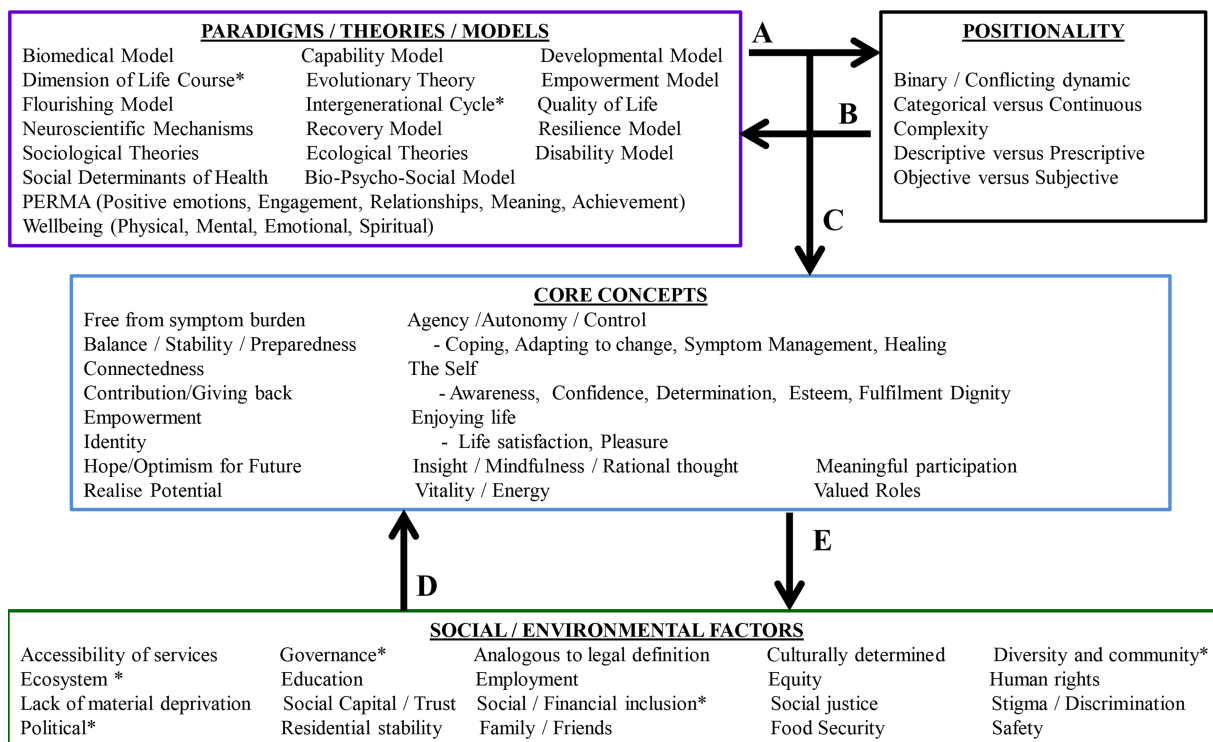 PARADIGMS / THEORIES / MODELS
Biomedical Model Capability Model Developmental Model
Dimension of Life Course* Evolutionary Theory Empowerment Model
Flourishing Model Intergenerational Cycle* Quality of Life
Neuroscientific Mechanisms Recovery Model Resilience Model
Sociological Theories Ecological Theories Disability Model
Social Determinants of Health Bio-Psycho-Social Model
PERMA (Positive emotions, Engagement, Relationships, Meaning, Achievement)
Wellbeing (Physical, Mental, Emotional, Spiritual)
A
B
C
POSITIONALITY
Binary / Conflicting dynamic
Categorical versus Continuous
Complexity
Descriptive versus Prescriptive
Objective versus Subjective
CORE CONCEPTS
Free from symptom burden Agency /Autonomy / Control
Balance / Stability / Preparedness - Coping, Adapting to change, Symptom Management, Healing
Connectedness The Self
Contribution/Giving back - Awareness, Confidence, Determination, Esteem, Fulfilment Dignity
Empowerment Enjoying life
Identity - Life satisfaction, Pleasure
Hope/Optimism for Future Insight / Mindfulness / Rational thought Meaningful participation
Realise Potential Vitality / Energy Valued Roles
D
E
SOCIAL / ENVIRONMENTAL FACTORS
Accessibility of services Governance* Analogous to legal definition Culturally determined Diversity and community*
Ecosystem * Education Employment Equity Human rights
Lack of material deprivation Social Capital / Trust Social / Financial inclusion* Social justice Stigma / Discrimination
Political* Residential stability Family / Friends Food Security Safety